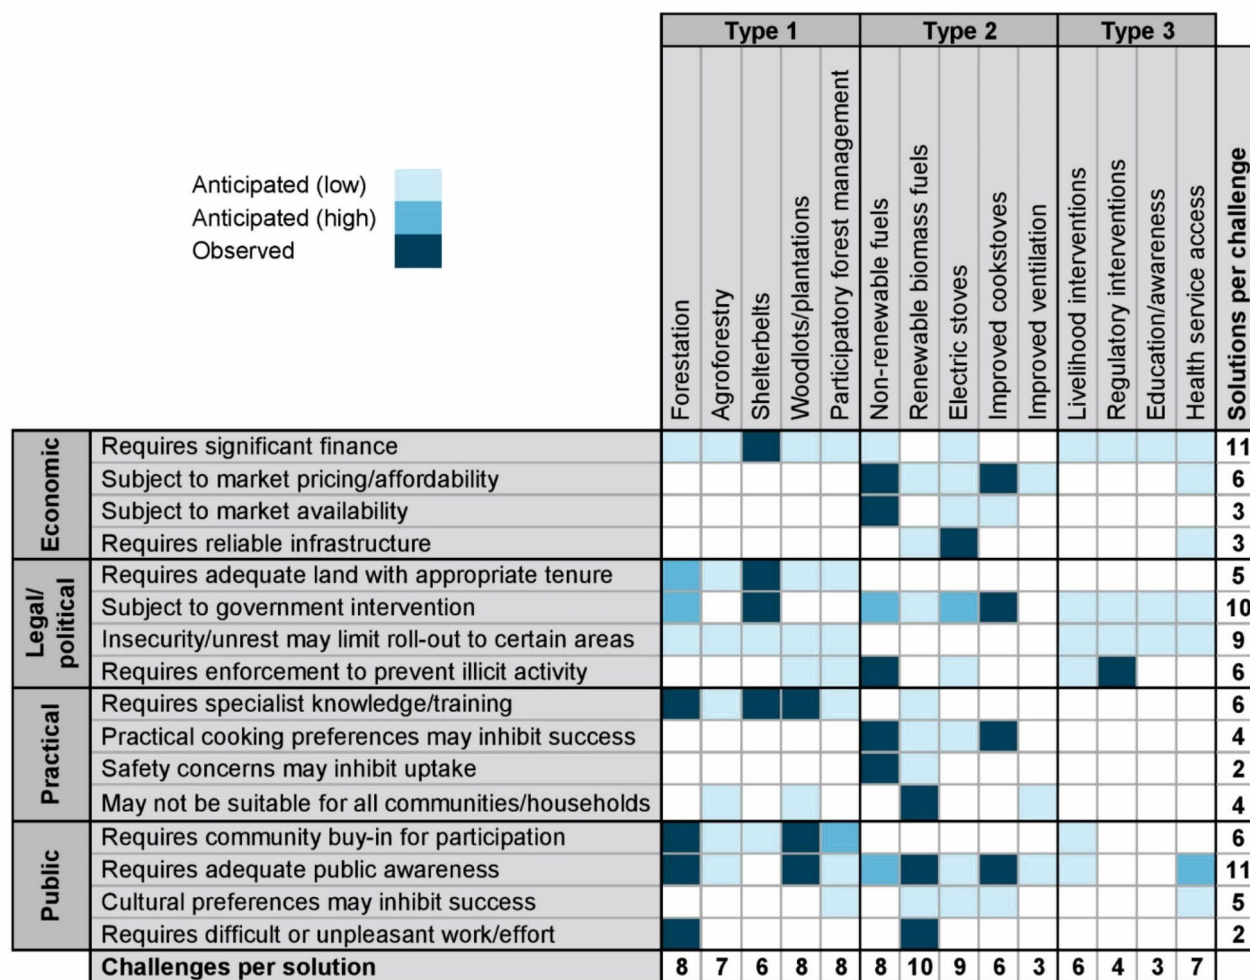 Type 1 Type 2 Type 3
Anticipated (low)
Anticipated (high)
Observed
Forestation
Agroforestry
Shelterbelts
Woodlots/plantations
Participatory forest management
Non-renewable fuels
Renewable biomass fuels
Electric stoves
Improved cookstoves
Improved ventilation
Livelihood interventions
Regulatory interventions
Education/awareness
Health service access
Solutions per challenge
Economic
Requires significant finance 11
Subject to market pricing/affordability 6
Subject to market availability 3
Requires reliable infrastructure 3
Legal/
political
Requires adequate land with appropriate tenure 5
Subject to government intervention 10
Insecurity/unrest may limit roll-out to certain areas 9
Requires enforcement to prevent illicit activity 6
Practical
Requires specialist knowledge/training 6
Practical cooking preferences may inhibit success 4
Safety concerns may inhibit uptake 2
May not be suitable for all communities/households 4
Public
Requires community buy-in for participation 6
Requires adequate public awareness 11
Cultural preferences may inhibit success 5
Requires difficult or unpleasant work/effort 2
Challenges per solution 8 7 6 8 8 8 10 9 6 3 6 4 3 7